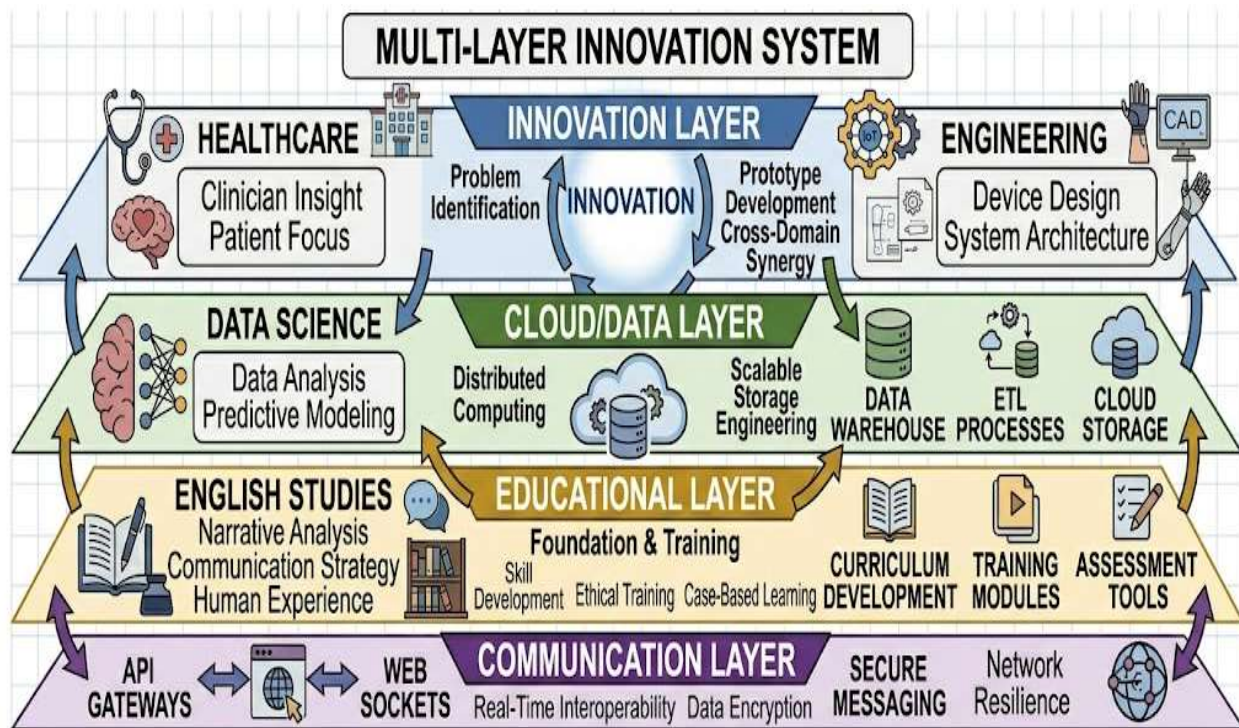 MULTI-LAYER INNOVATION SYSTEM
INNOVATION LAYER
HEALTHCARE
Clinician Insight
Patient Focus
Problem
Identification
INNOVATION
Prototype
Development
Cross-Domain
Synergy
IoT
ENGINEERING
CAD
Device Design
System Architecture
CLOUD/DATA LAYER
DATA SCIENCE
Data Analysis
Predictive Modeling
Distributed
Computing
Scalable
Storage
Engineering
DATA
WAREHOUSE
ETL
PROCESSES
CLOUD
STORAGE
EDUCATIONAL LAYER
ENGLISH STUDIES
Narrative Analysis
Communication Strategy
Human Experience
Foundation & Training
Skill
Development
Ethical Training
Case-Based Learning
CURRICULUM
DEVELOPMENT
TRAINING
MODULES
ASSESSMENT
TOOLS
COMMUNICATION LAYER
API
GATEWAYS
WEB
SOCKETS
Real-Time Interoperability
Data Encryption
SECURE
MESSAGING
Network
Resilience